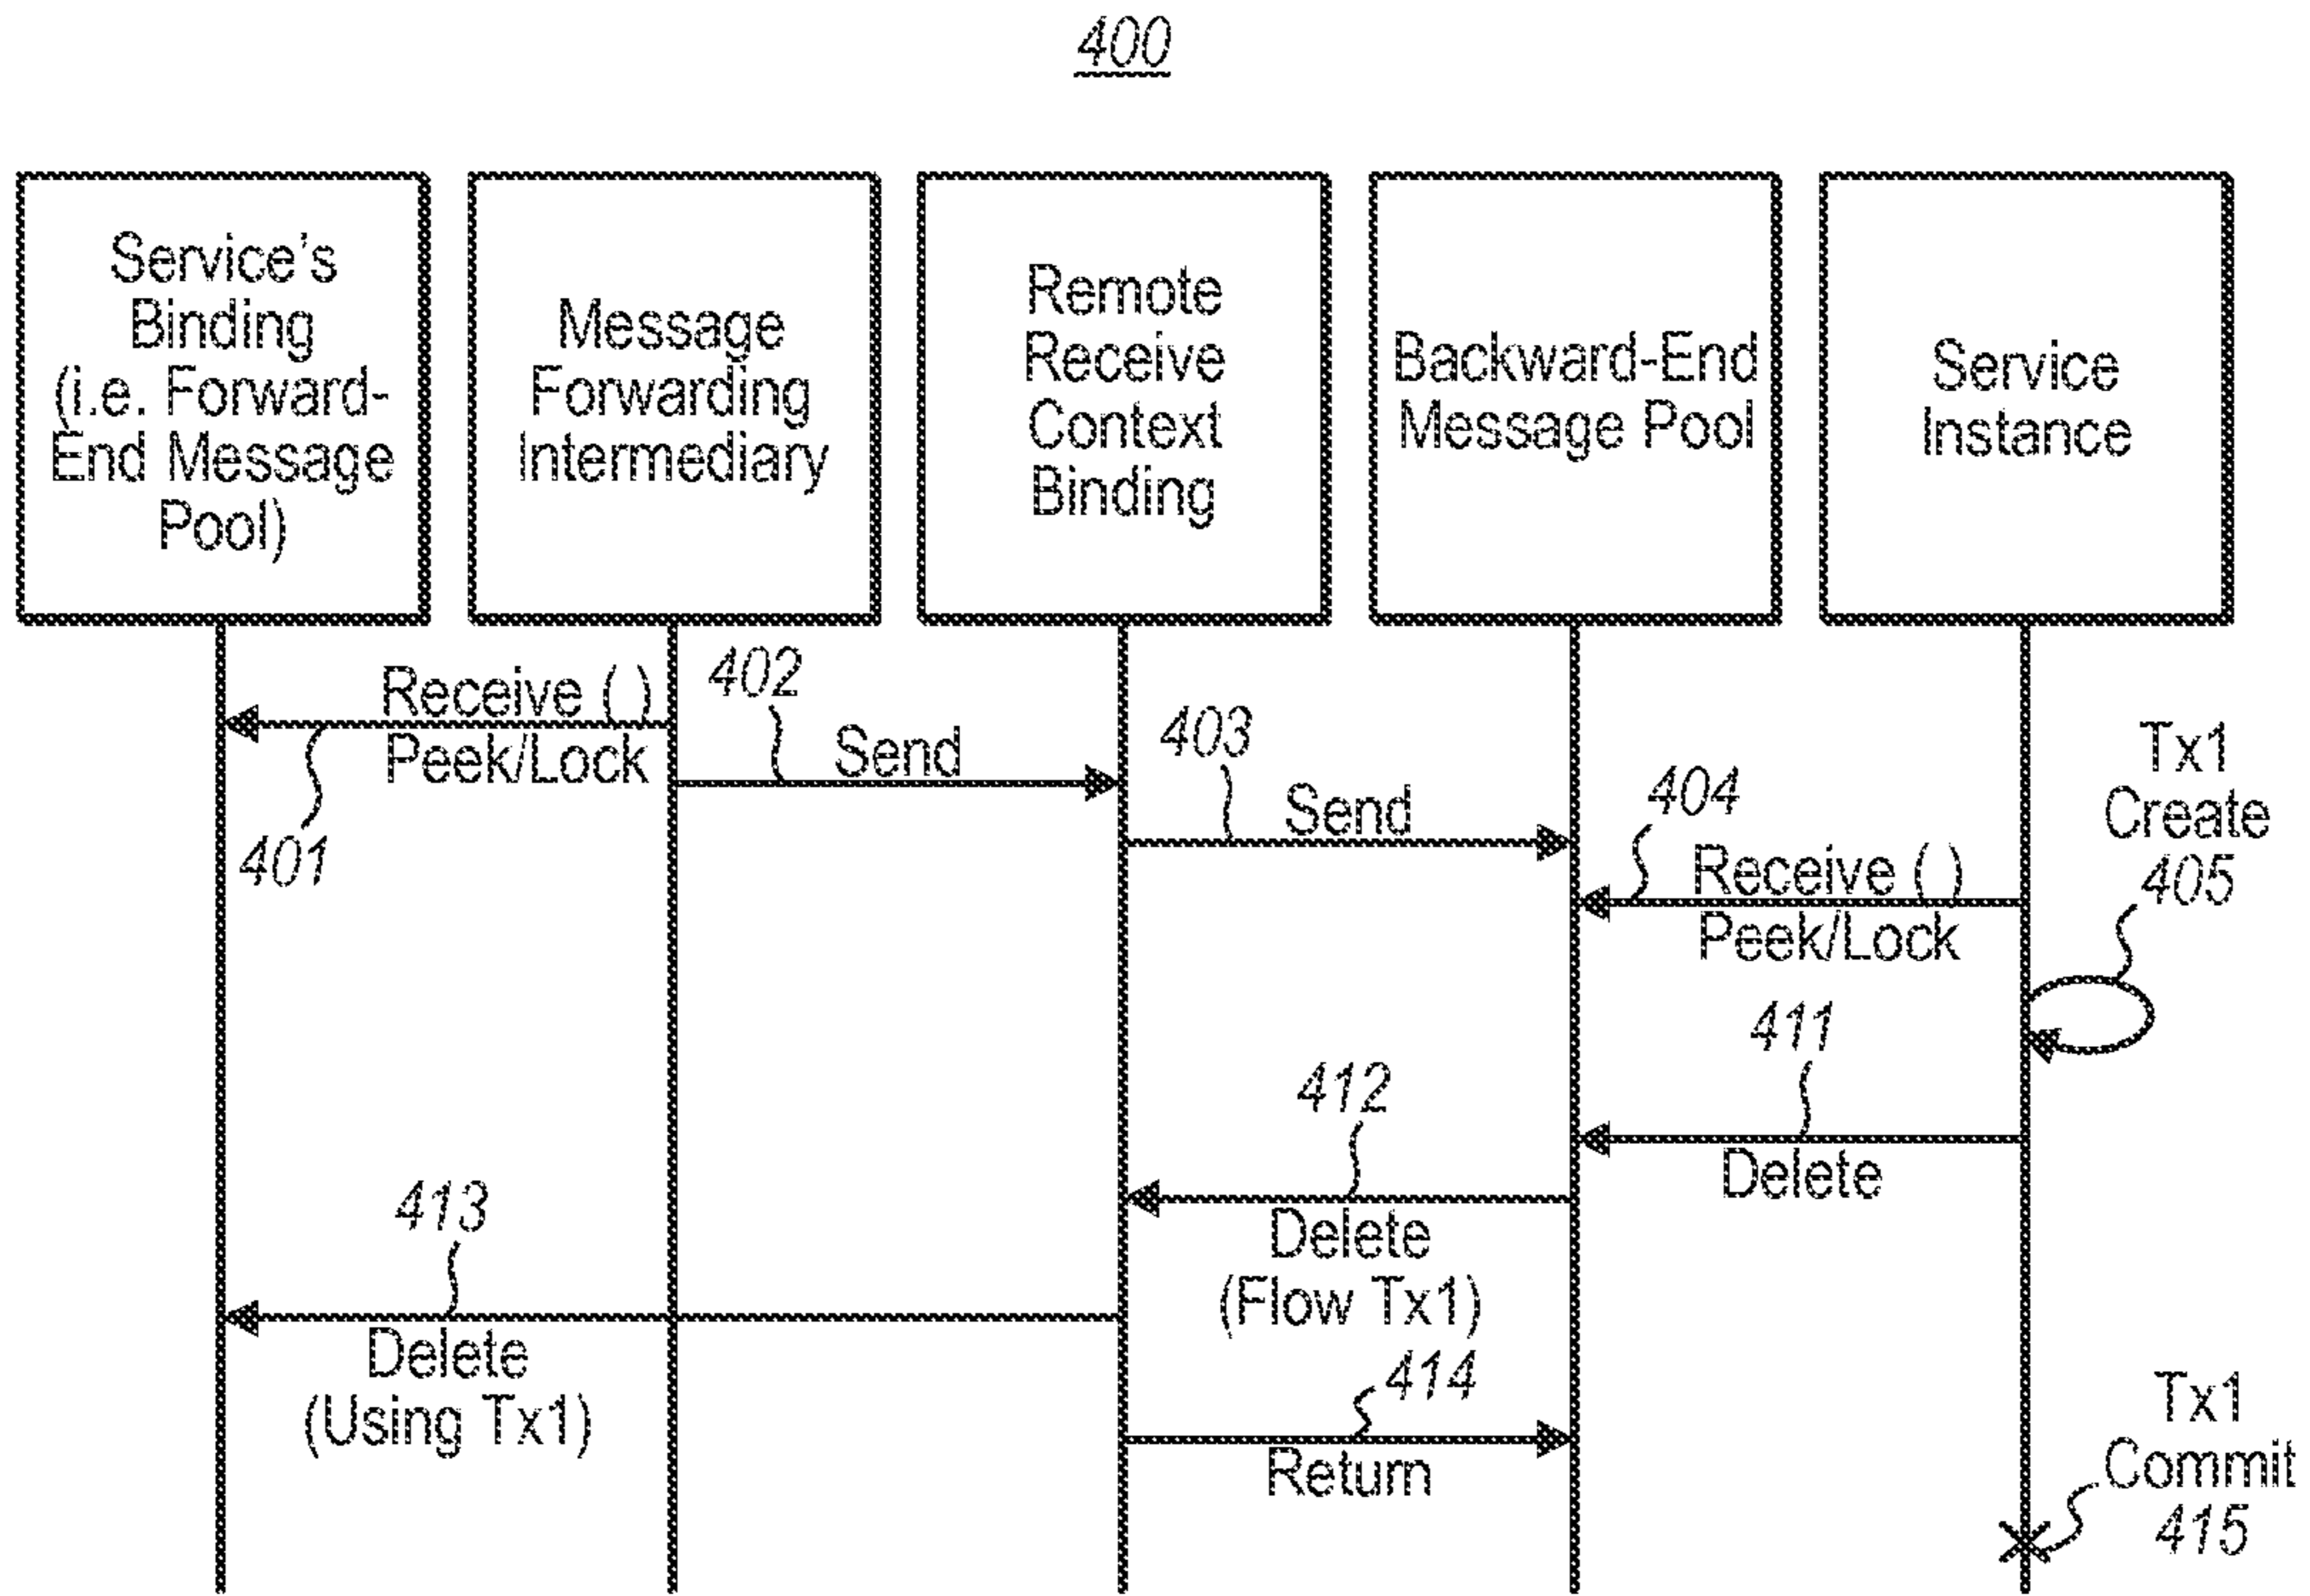 400
Service's
Binding
(i.e. Forward-
End Message
Pool)
Message
Forwarding
Intermediary
Remote
Receive
Context
Binding
Backward-End
Message Pool
Service
Instance
Receive ( )
Peek/Lock
401
402
Send
403
Send
404
Receive ( )
Peek/Lock
Tx1
Create
405
411
Delete
412
Delete
(Flow Tx1)
413
Delete
(Using Tx1)
414
Return
Tx1
Commit
415